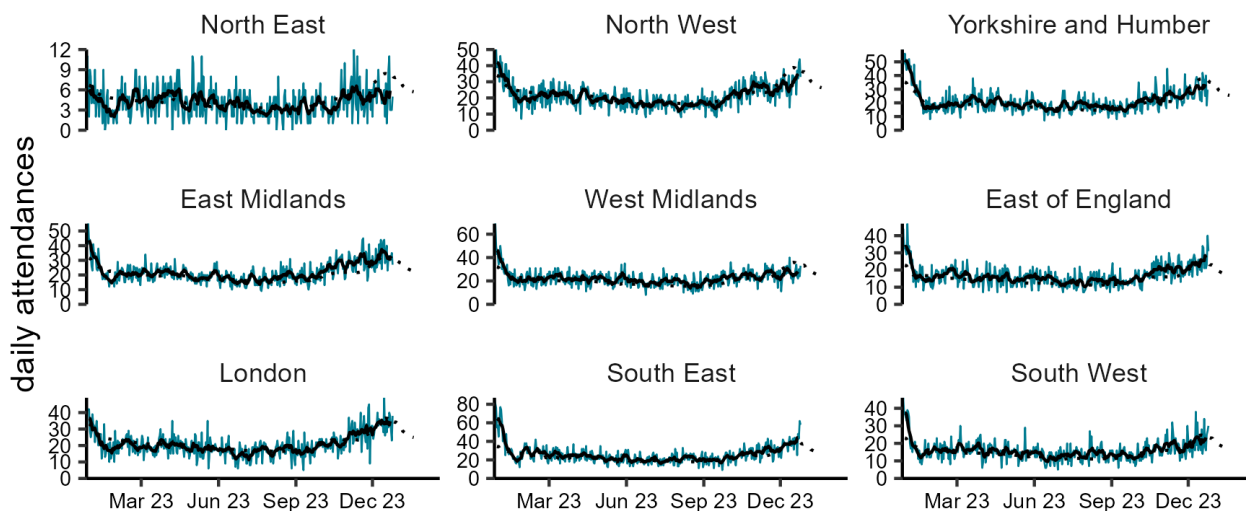 North East North West Yorkshire and Humber
12 9 6 3 0
50 40 30 20 10 0
50 40 30 20 10 0
daily attendances
East Midlands West Midlands East of England
50 40 30 20 10 0
60 40 20 0
40 30 20 10 0
London South East South West
40 30 20 10 0
80 60 40 20 0
40 30 20 10 0
Mar 23 Jun 23 Sep 23 Dec 23 Mar 23 Jun 23 Sep 23 Dec 23 Mar 23 Jun 23 Sep 23 Dec 23